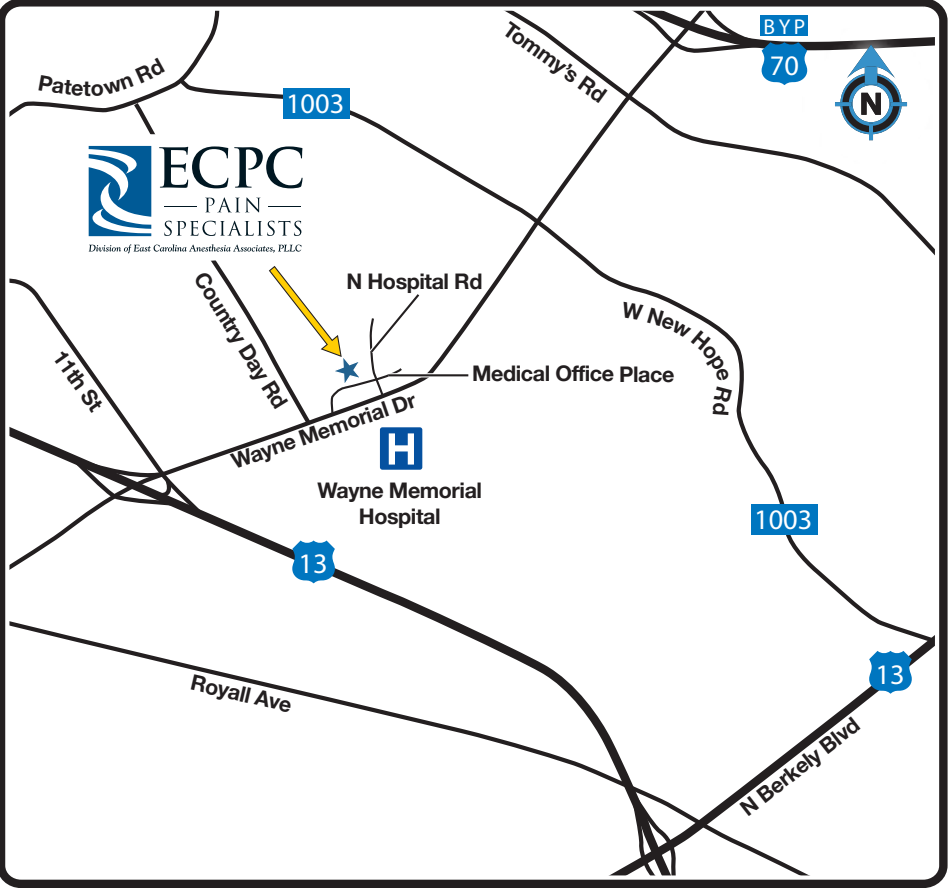 BYP
70
Tommy's Rd
Patetown Rd
1003
N
ECPC
PAIN
SPECIALISTS
Division of East Carolina Anesthesia Associates, PLLC
N Hospital Rd
Country Day Rd
W New Hope Rd
11th St
Medical Office Place
Wayne Memorial Dr
H
Wayne Memorial
Hospital
1003
13
13
Royall Ave
N Berkely Blvd